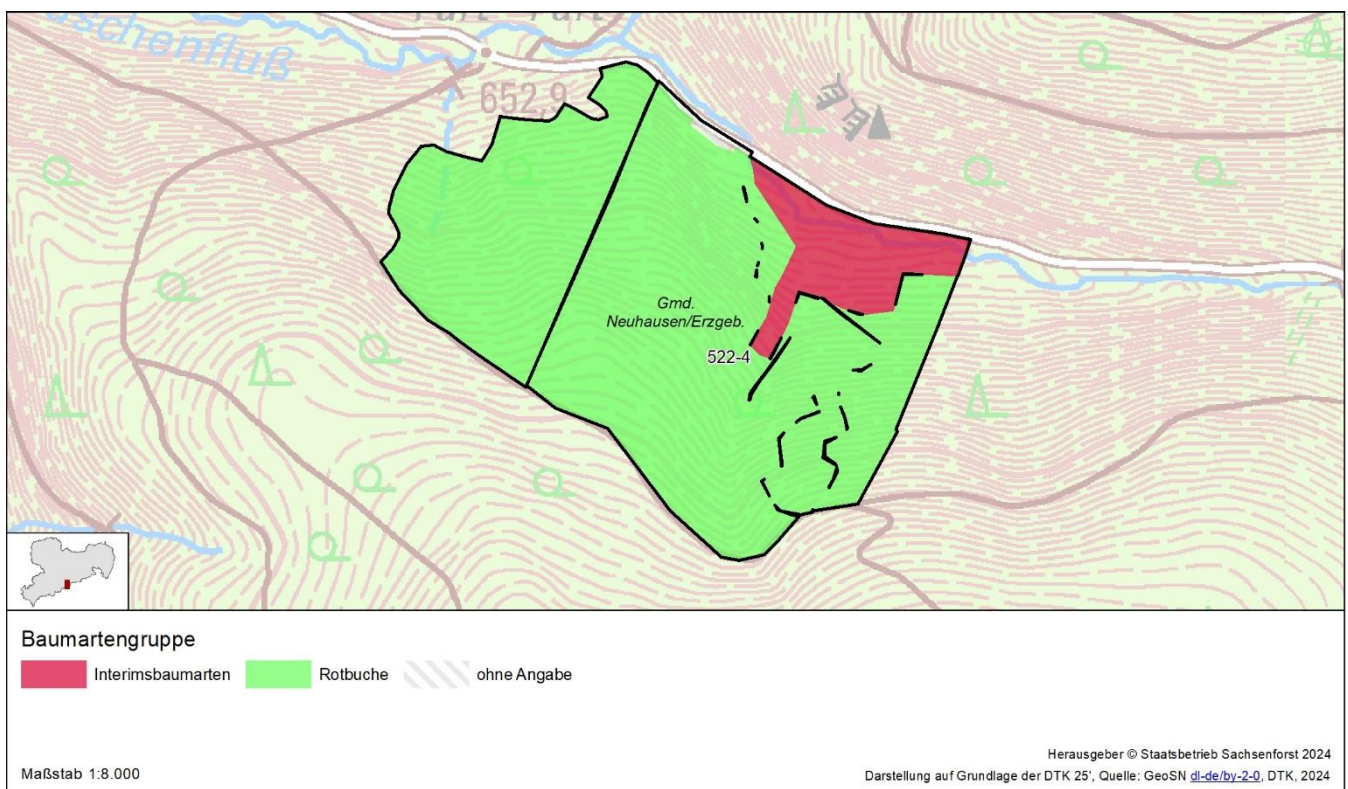 652,9
Gmd.
Neuhausen/Erzgeb.
522-4
Baumartengruppe
Interimsbaumarten Rotbuche ohne Angabe
Maßstab 1:8.000
Herausgeber © Staatsbetrieb Sachsenforst 2024
Darstellung auf Grundlage der DTK 25', Quelle: GeoSN dl-de/by-2-0, DTK, 2024